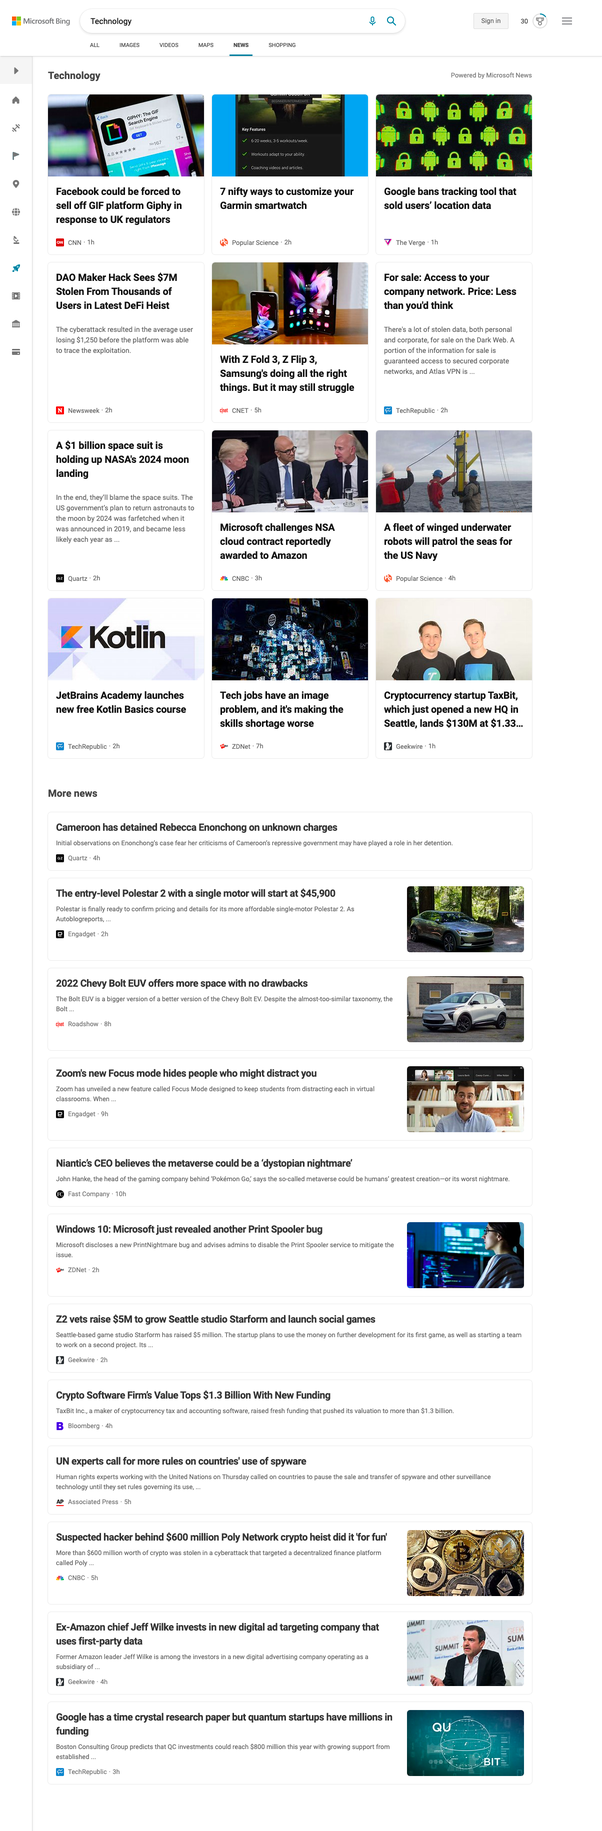 Microsoft Bing
Technology
Sign in
30
ALL
IMAGES
VIDEOS
MAPS
NEWS
SHOPPING
Technology
Powered by Microsoft News
GIPHY: The GIF
Search Engine
Facebook could be forced to
sell off GIF platform Giphy in
response to UK regulators
CNN · 1h
Key Features
6-20 weeks, 3-6 workouts/week.
Workouts adapt to your ability.
Coaching videos and articles.
7 nifty ways to customize your
Garmin smartwatch
Popular Science · 2h
Google bans tracking tool that
sold users’ location data
The Verge · 1h
DAO Maker Hack Sees $7M
Stolen From Thousands of
Users in Latest DeFi Heist
The cyberattack resulted in the average user
losing $1,250 before the platform was able
to trace the exploitation.
Newsweek · 2h
With Z Fold 3, Z Flip 3,
Samsung's doing all the right
things. But it may still struggle
CNET · 5h
For sale: Access to your
company network. Price: Less
than you'd think
There's a lot of stolen data, both personal
and corporate, for sale on the Dark Web. A
portion of the information for sale is
guaranteed access to secured corporate
networks, and Atlas VPN is ...
TechRepublic · 2h
A $1 billion space suit is
holding up NASA's 2024 moon
landing
In the end, they'll blame the space suits. The
US government's plan to return astronauts to
the moon by 2024 was farfetched when it
was announced in 2019, and became less
likely each year as ...
Quartz · 2h
Microsoft challenges NSA
cloud contract reportedly
awarded to Amazon
CNBC · 3h
A fleet of winged underwater
robots will patrol the seas for
the US Navy
Popular Science · 4h
Kotlin
JetBrains Academy launches
new free Kotlin Basics course
TechRepublic · 2h
Tech jobs have an image
problem, and it's making the
skills shortage worse
ZDNet · 7h
Cryptocurrency startup TaxBit,
which just opened a new HQ in
Seattle, lands $130M at $1.33...
Geekwire · 1h
More news
Cameroon has detained Rebecca Enonchong on unknown charges
Initial observations on Enonchong's case fear her criticisms of Cameroon's repressive government may have played a role in her detention.
Quartz · 4h
The entry-level Polestar 2 with a single motor will start at $45,900
Polestar is finally ready to confirm pricing and details for its more affordable single-motor Polestar 2. As
Autoblogreports, ...
Engadget · 2h
2022 Chevy Bolt EUV offers more space with no drawbacks
The Bolt EUV is a bigger version of a better version of the Chevy Bolt EV. Despite the almost-too-similar taxonomy, the
Bolt ...
Roadshow · 8h
Zoom's new Focus mode hides people who might distract you
Zoom has unveiled a new feature called Focus Mode designed to keep students from distracting each in virtual
classrooms. When ...
Engadget · 9h
Niantic’s CEO believes the metaverse could be a ‘dystopian nightmare’
John Hanke, the head of the gaming company behind ‘Pokémon Go,’ says the so-called metaverse could be humans’ greatest creation—or its worst nightmare.
Fast Company · 10h
Windows 10: Microsoft just revealed another Print Spooler bug
Microsoft discloses a new PrintNightmare bug and advises admins to disable the Print Spooler service to mitigate the
issue.
ZDNet · 2h
Z2 vets raise $5M to grow Seattle studio Starform and launch social games
Seattle-based game studio Starform has raised $5 million. The startup plans to use the money on further development for its first game, as well as starting a team
to work on a second project. Its ...
Geekwire · 2h
Crypto Software Firm's Value Tops $1.3 Billion With New Funding
TaxBit Inc., a maker of cryptocurrency tax and accounting software, raised fresh funding that pushed its valuation to more than $1.3 billion.
Bloomberg · 4h
UN experts call for more rules on countries' use of spyware
Human rights experts working with the United Nations on Thursday called on countries to pause the sale and transfer of spyware and other surveillance
technology until they set rules governing its use, ...
AP Associated Press · 5h
Suspected hacker behind $600 million Poly Network crypto heist did it 'for fun'
More than $600 million worth of crypto was stolen in a cyberattack that targeted a decentralized finance platform
called Poly ...
CNBC · 5h
Ex-Amazon chief Jeff Wilke invests in new digital ad targeting company that
uses first-party data
Former Amazon leader Jeff Wilke is among the investors in a new digital advertising company operating as a
subsidiary of ...
Geekwire · 4h
SUMMIT
Google has a time crystal research paper but quantum startups have millions in
funding
Boston Consulting Group predicts that QC investments could reach $800 million this year with growing support from
established ...
TechRepublic · 3h
QU
BIT